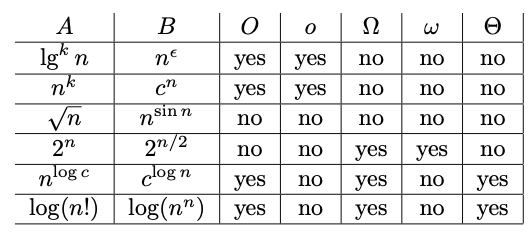 A B O o Ω ω Θ
lg^k n n^ϵ yes yes no no no
n^k c^n yes yes no no no
√n n^{sin n} no no no no no
2^n 2^{n/2} no no yes yes no
n^{log c} c^{log n} yes no yes no yes
log(n!) log(n^n) yes no yes no yes